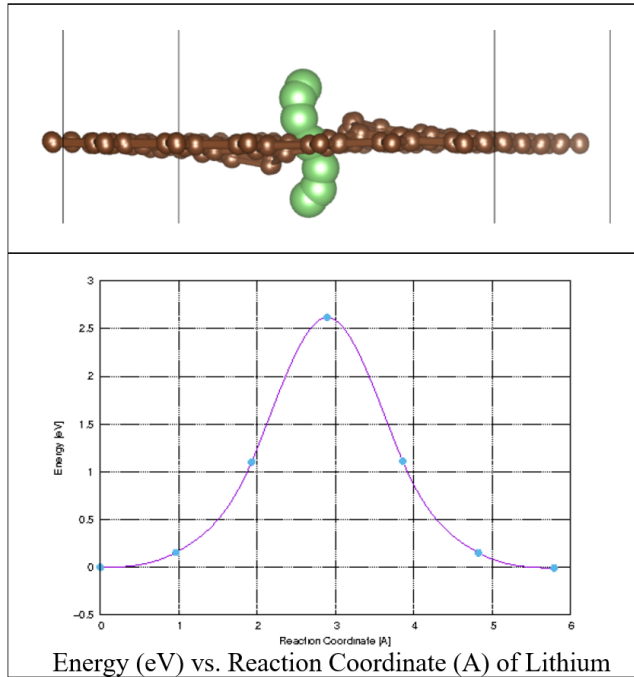 3
2.5
2
1.5
1
0.5
0
-0.5
Energy [eV]
0 1 2 3 4 5 6
Reaction Coordinate [A]
Energy (eV) vs. Reaction Coordinate (A) of Lithium